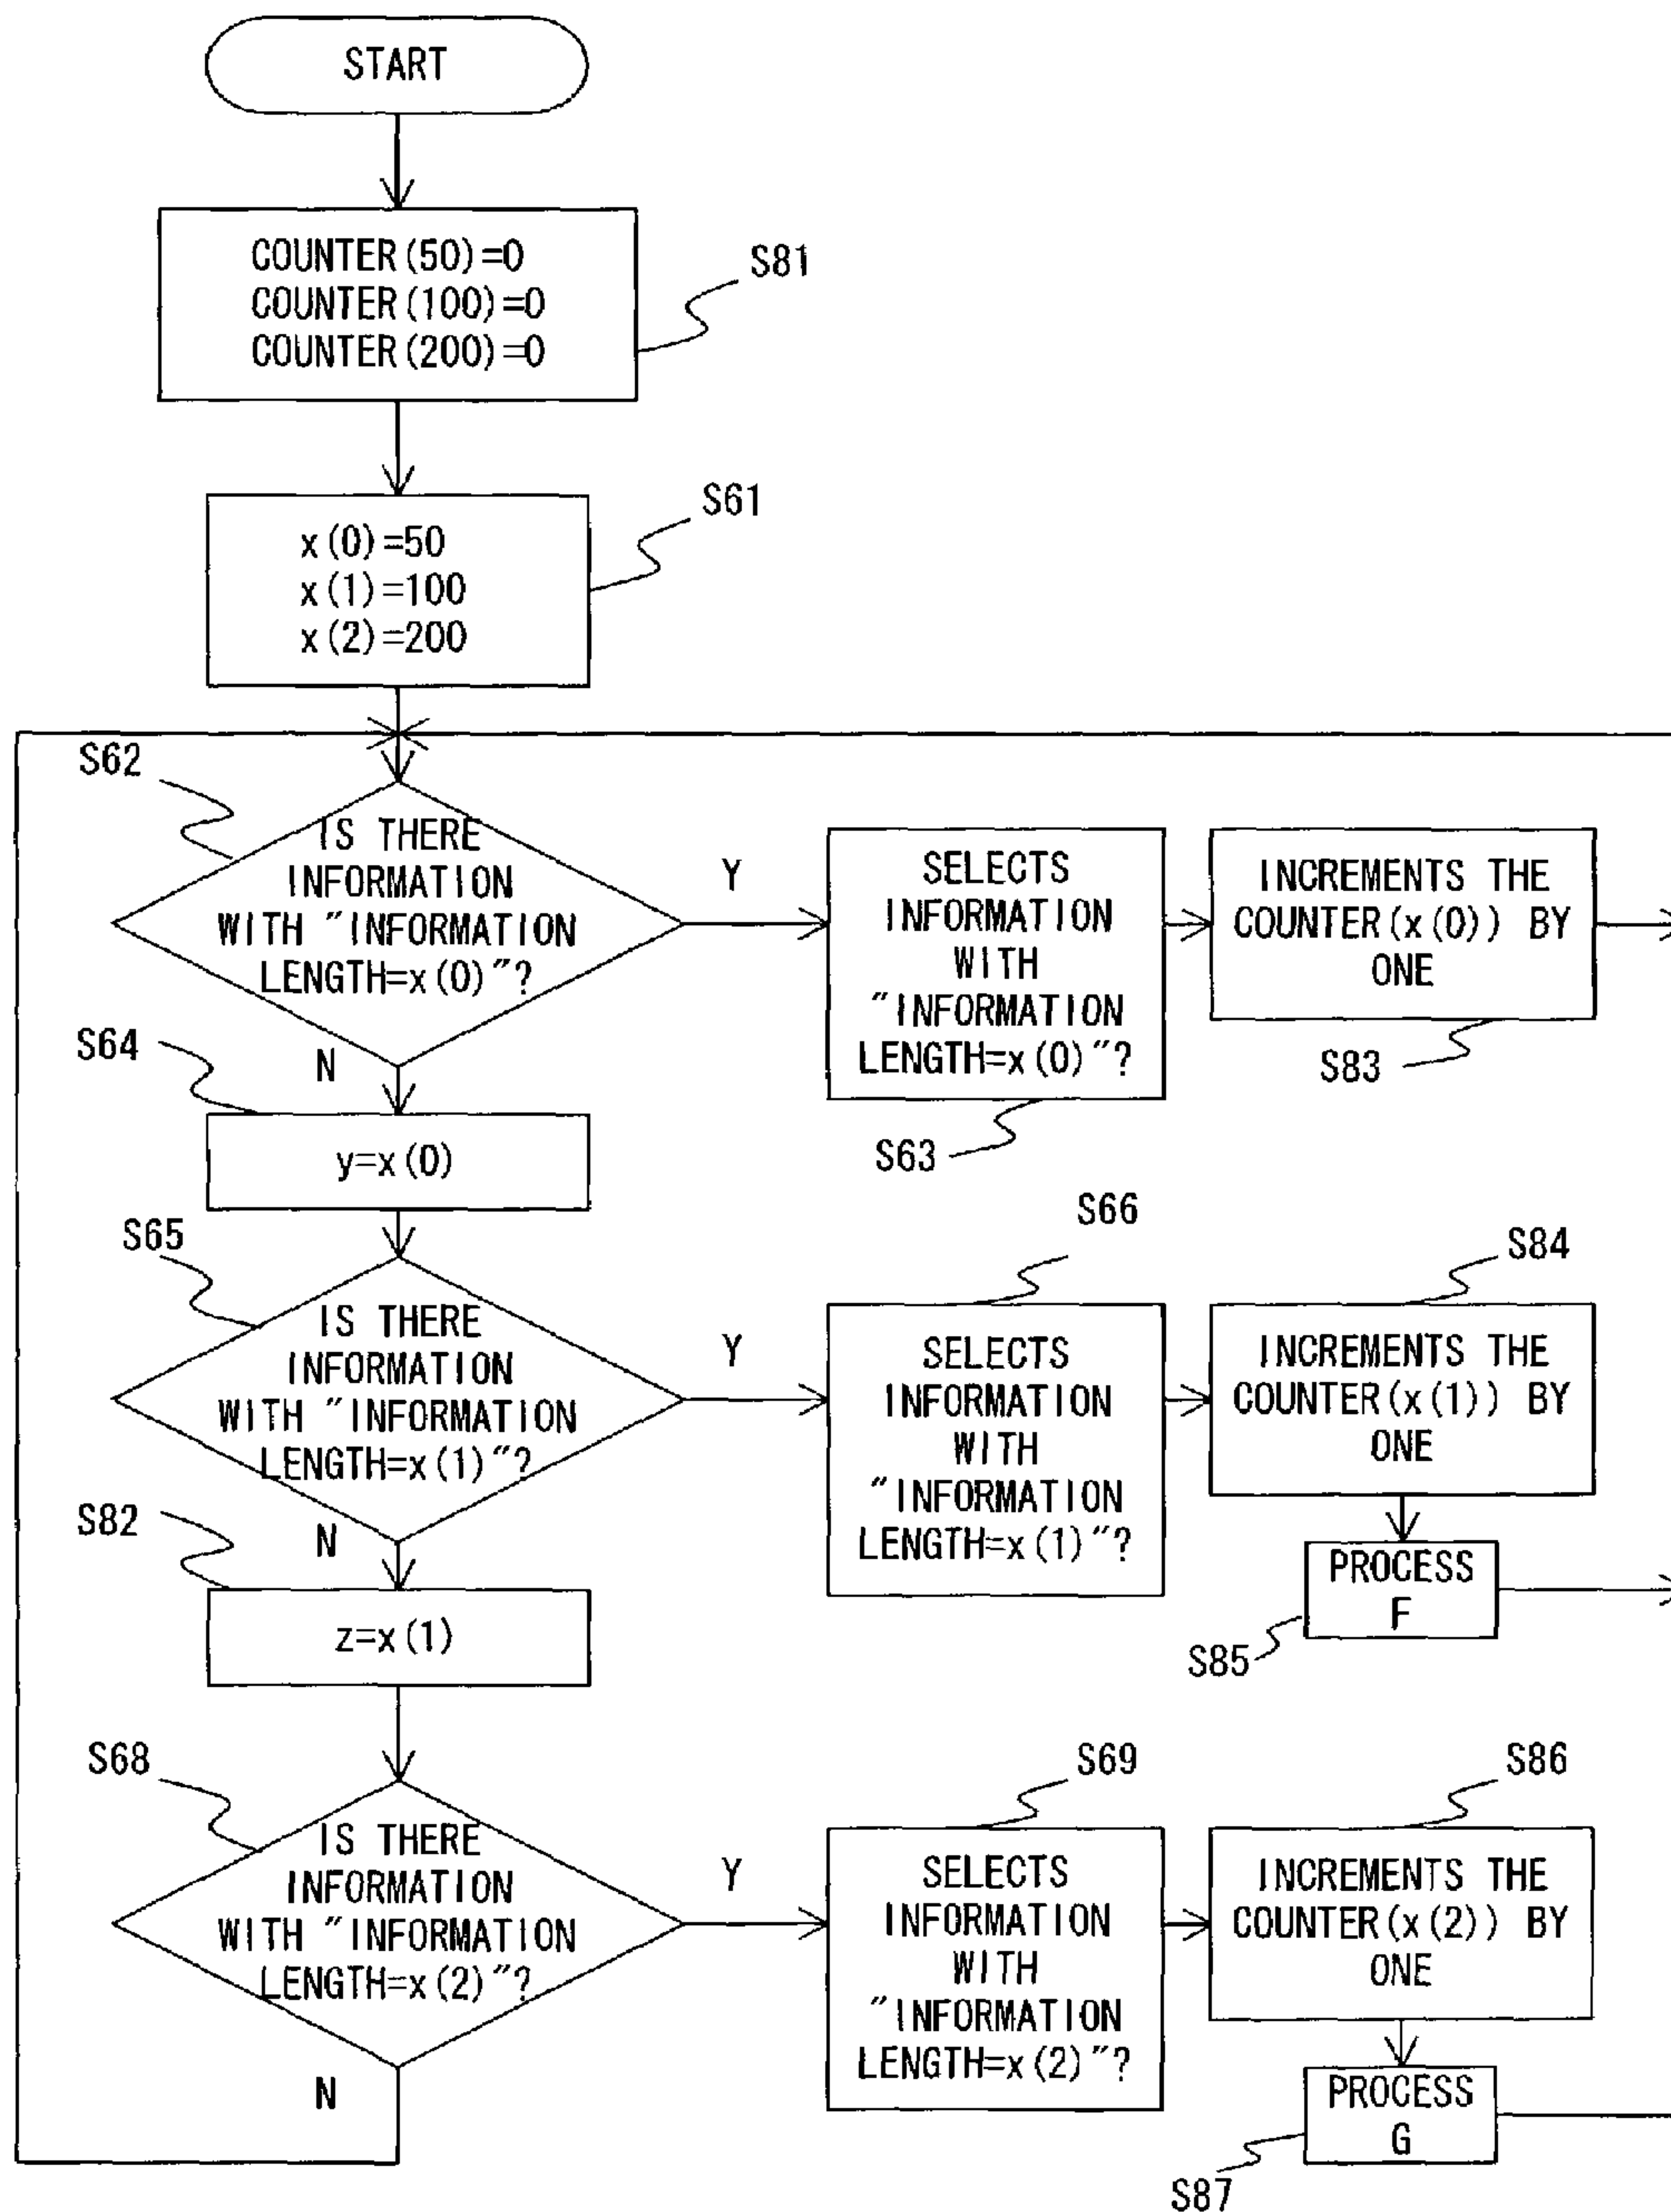 START
COUNTER(50)=0
COUNTER(100)=0
COUNTER(200)=0
S81
x(0)=50
x(1)=100
x(2)=200
S61
S62
IS THERE
INFORMATION
WITH "INFORMATION
LENGTH=x(0)"?
Y
N
SELECTS
INFORMATION
WITH
"INFORMATION
LENGTH=x(0)"?
S63
INCREMENTS THE
COUNTER(x(0)) BY
ONE
S83
S64
y=x(0)
S65
IS THERE
INFORMATION
WITH "INFORMATION
LENGTH=x(1)"?
Y
N
S66
SELECTS
INFORMATION
WITH
"INFORMATION
LENGTH=x(1)"?
S84
INCREMENTS THE
COUNTER(x(1)) BY
ONE
PROCESS
F
S85
S82
z=x(1)
S68
IS THERE
INFORMATION
WITH "INFORMATION
LENGTH=x(2)"?
Y
N
S69
SELECTS
INFORMATION
WITH
"INFORMATION
LENGTH=x(2)"?
S86
INCREMENTS THE
COUNTER(x(2)) BY
ONE
PROCESS
G
S87